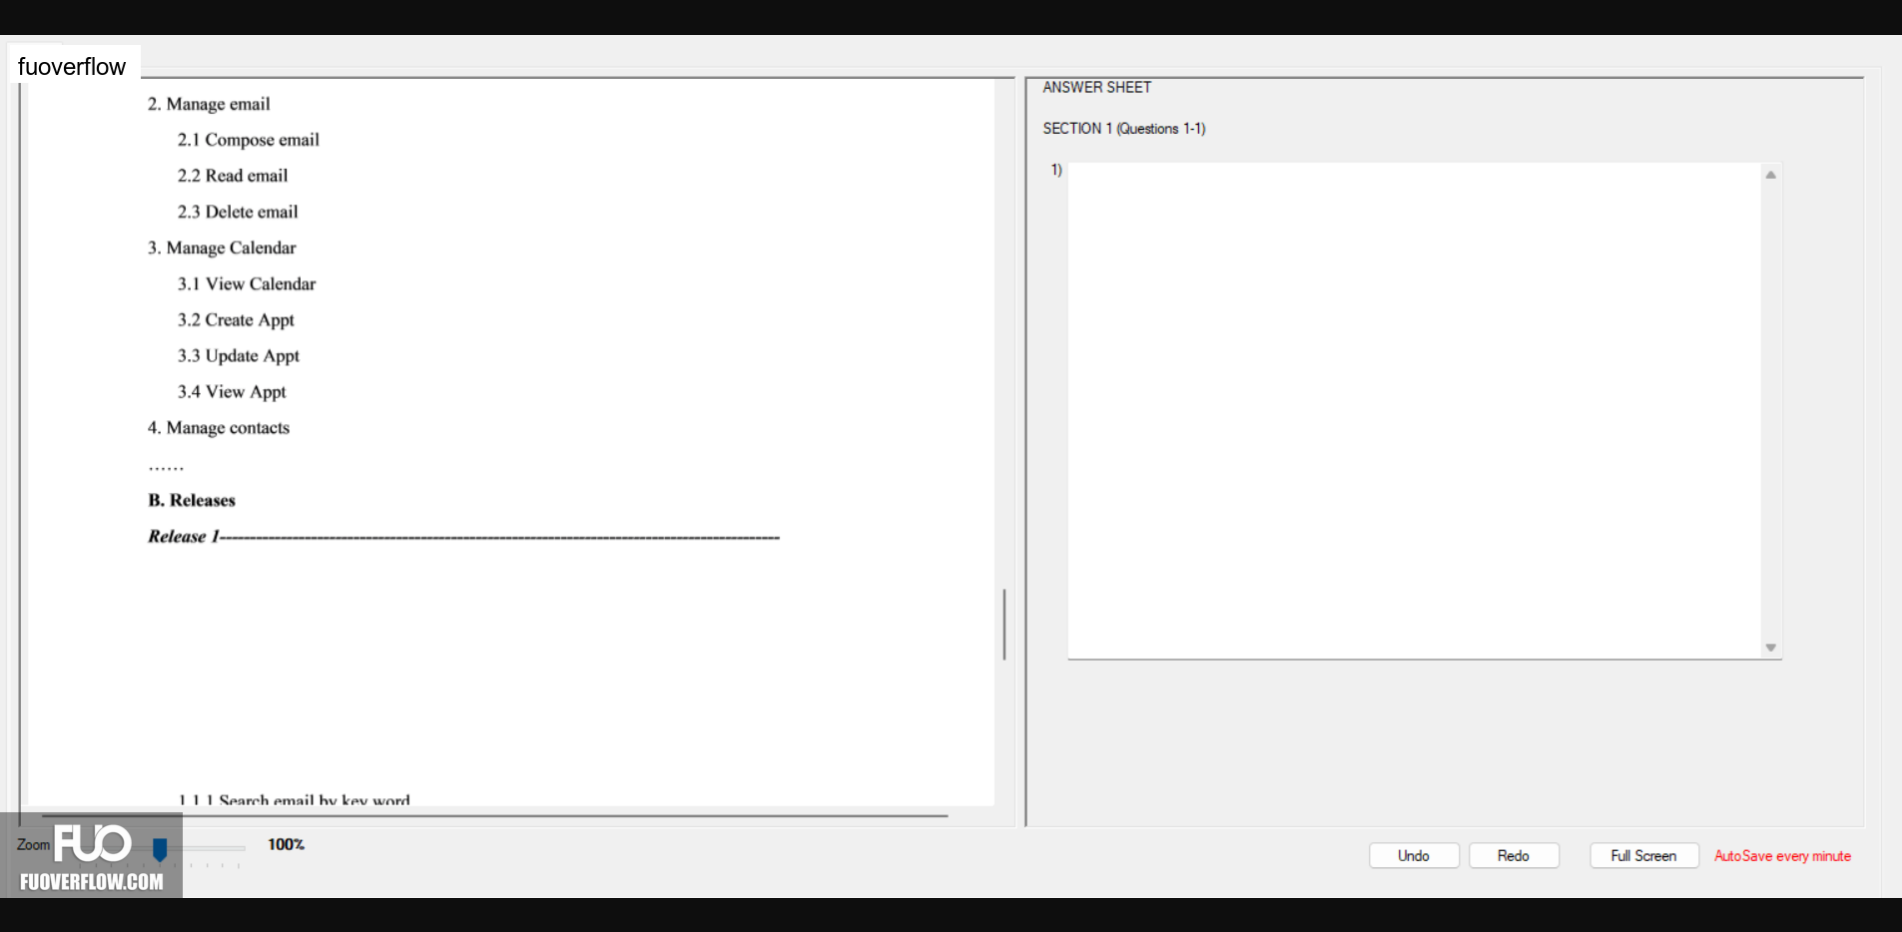 fuoverflow
2. Manage email
2.1 Compose email
2.2 Read email
2.3 Delete email
3. Manage Calendar
3.1 View Calendar
3.2 Create Appt
3.3 Update Appt
3.4 View Appt
4. Manage contacts
......
B. Releases
Release 1--------------------------------------------------------------------------------------------
1.1.1 Search email by key word
Zoom
100%
FUO
FUOVERFLOW.COM
ANSWER SHEET
SECTION 1 (Questions 1-1)
1)
Undo
Redo
Full Screen
AutoSave every minute